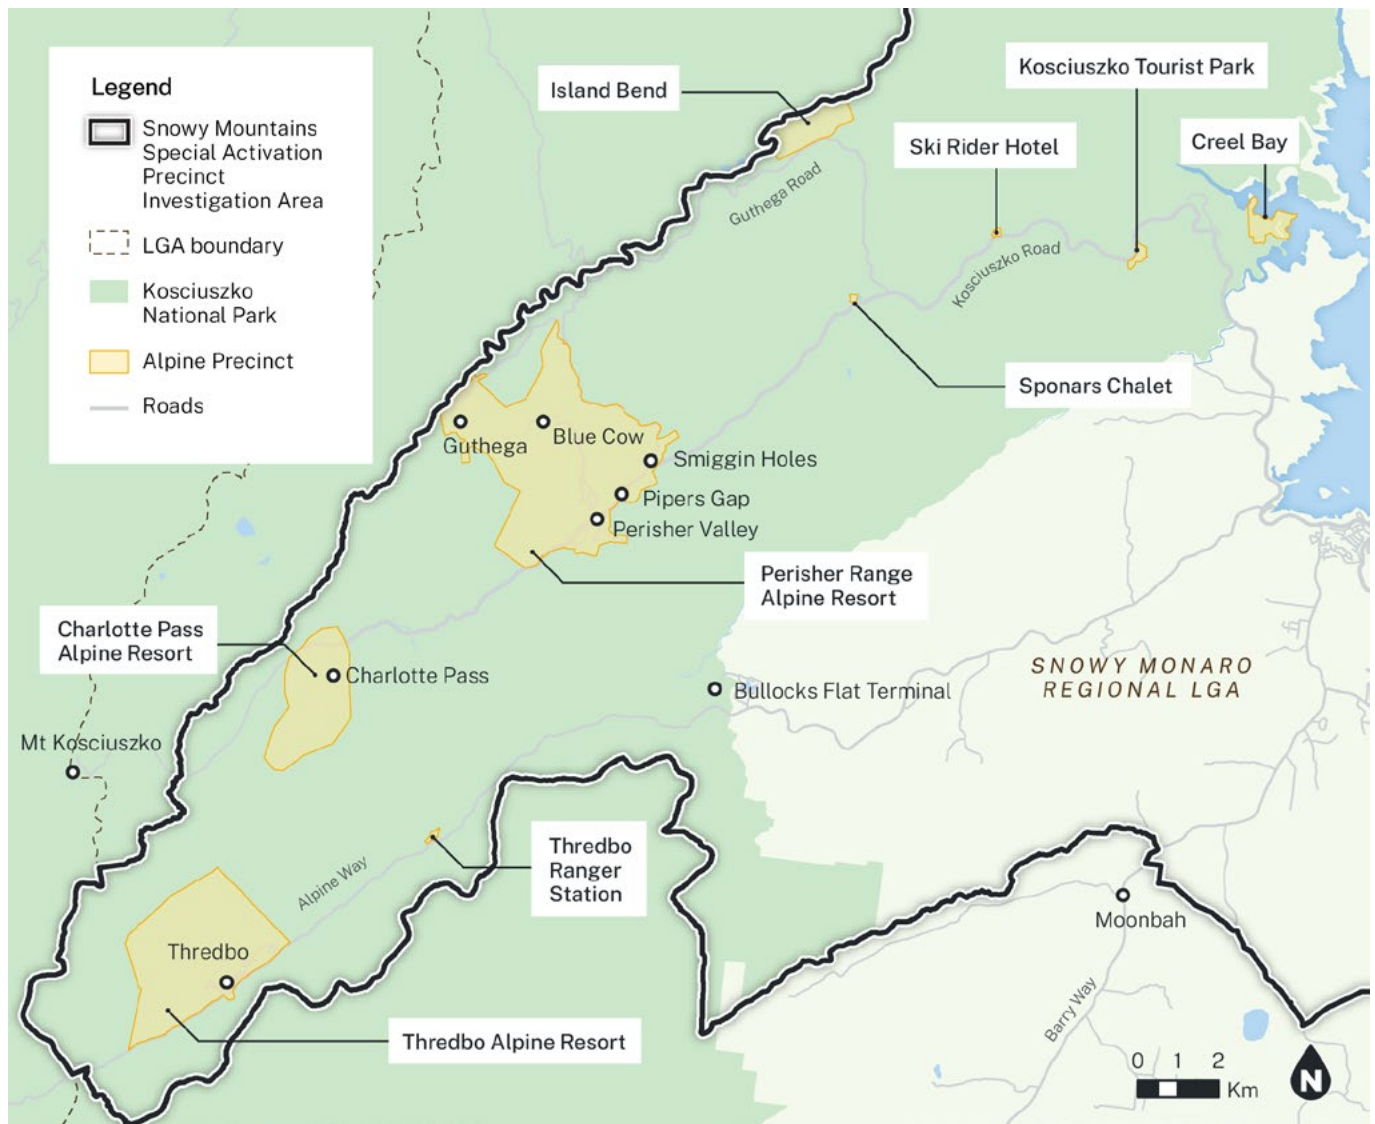 Legend
Snowy Mountains
Special Activation
Precinct
Investigation Area
LGA boundary
Kosciuszko
National Park
Alpine Precinct
Roads
Island Bend
Kosciuszko Tourist Park
Ski Rider Hotel
Creel Bay
Guthega Road
Kosciuszko Road
Sponars Chalet
Guthega
Blue Cow
Smiggin Holes
Pipers Gap
Perisher Valley
Perisher Range
Alpine Resort
Charlotte Pass
Alpine Resort
Charlotte Pass
SNOWY MONARO
REGIONAL LGA
Bullocks Flat Terminal
Mt Kosciuszko
Thredbo
Ranger
Station
Alpine Way
Moonbah
Thredbo
Barry Way
Thredbo Alpine Resort
0 1 2
Km
N